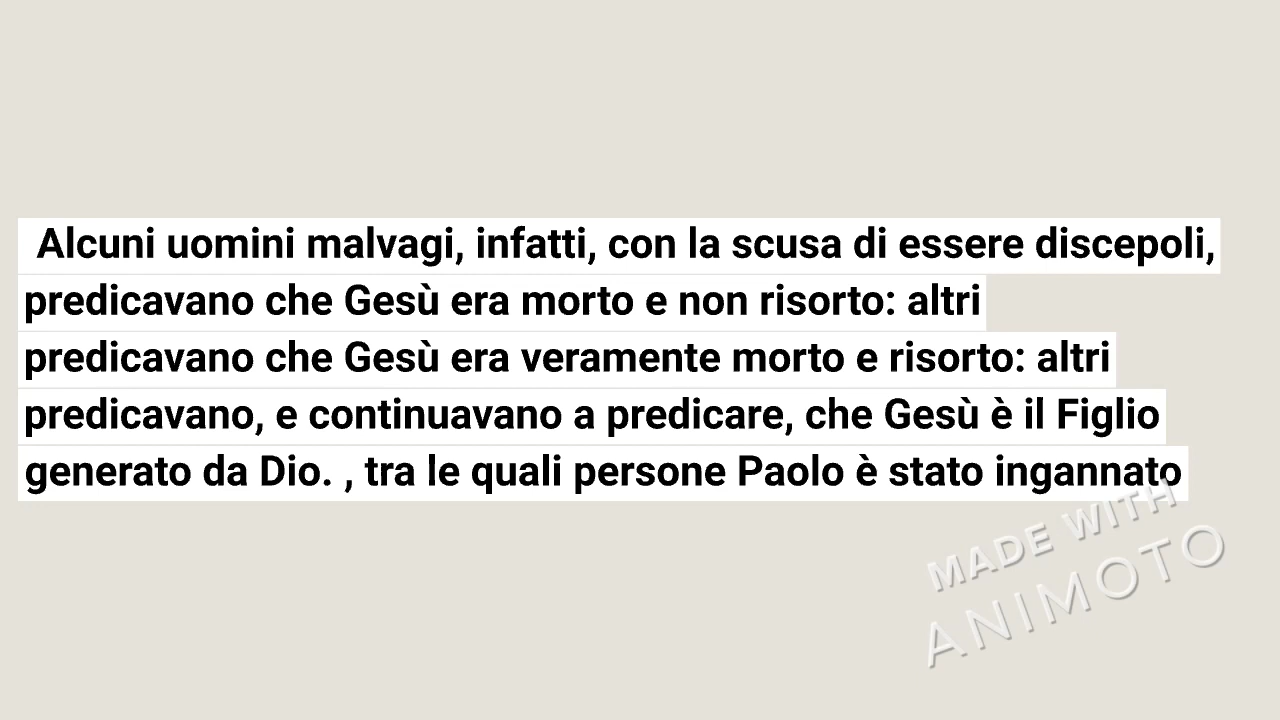 Alcuni uomini malvagi, infatti, con la scusa di essere discepoli,
predicavano che Gesù era morto e non risorto: altri
predicavano che Gesù era veramente morto e risorto: altri
predicavano, e continuavano a predicare, che Gesù è il Figlio
generato da Dio. , tra le quali persone Paolo è stato ingannato
MADE WITH
ANIMOTO